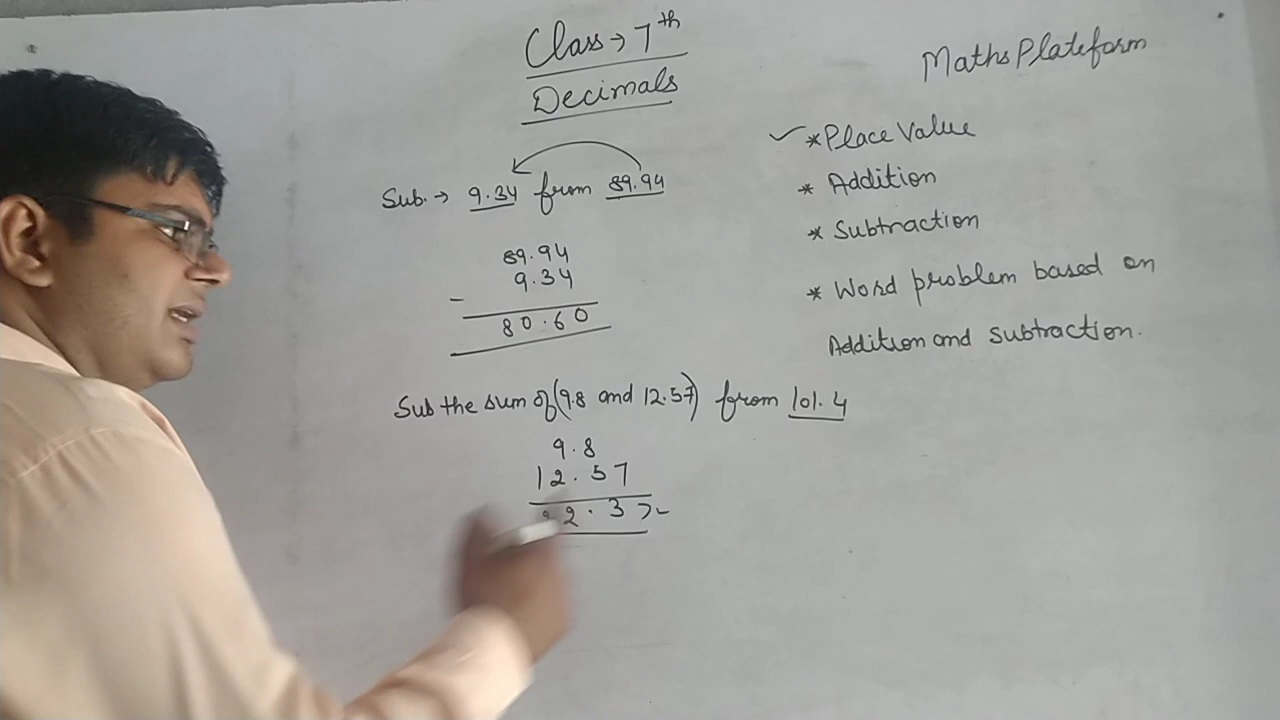 Class → 7th
Decimals
Maths Plateform
✓ * Place Value
* Addition
* Subtraction
* Word problem based on
Addition and subtraction.
Sub. → 9.34 from 89.94
89.94
9.34
–
80.60
Sub the sum of (9.8 and 12.57) from 101.4
9.8
12.57
22.37